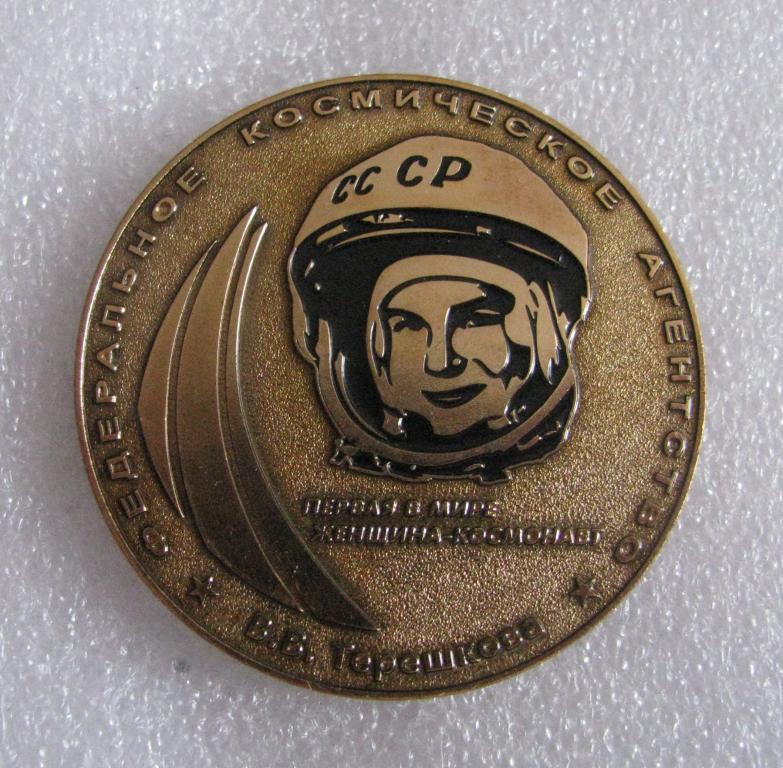 ФЕДЕРАЛЬНОЕ КОСМИЧЕСКОЕ АГЕНТСТВО
СССР
ПЕРВАЯ В МИРЕ
ЖЕНЩИНА-КОСМОНАВТ
В.В. Терешкова